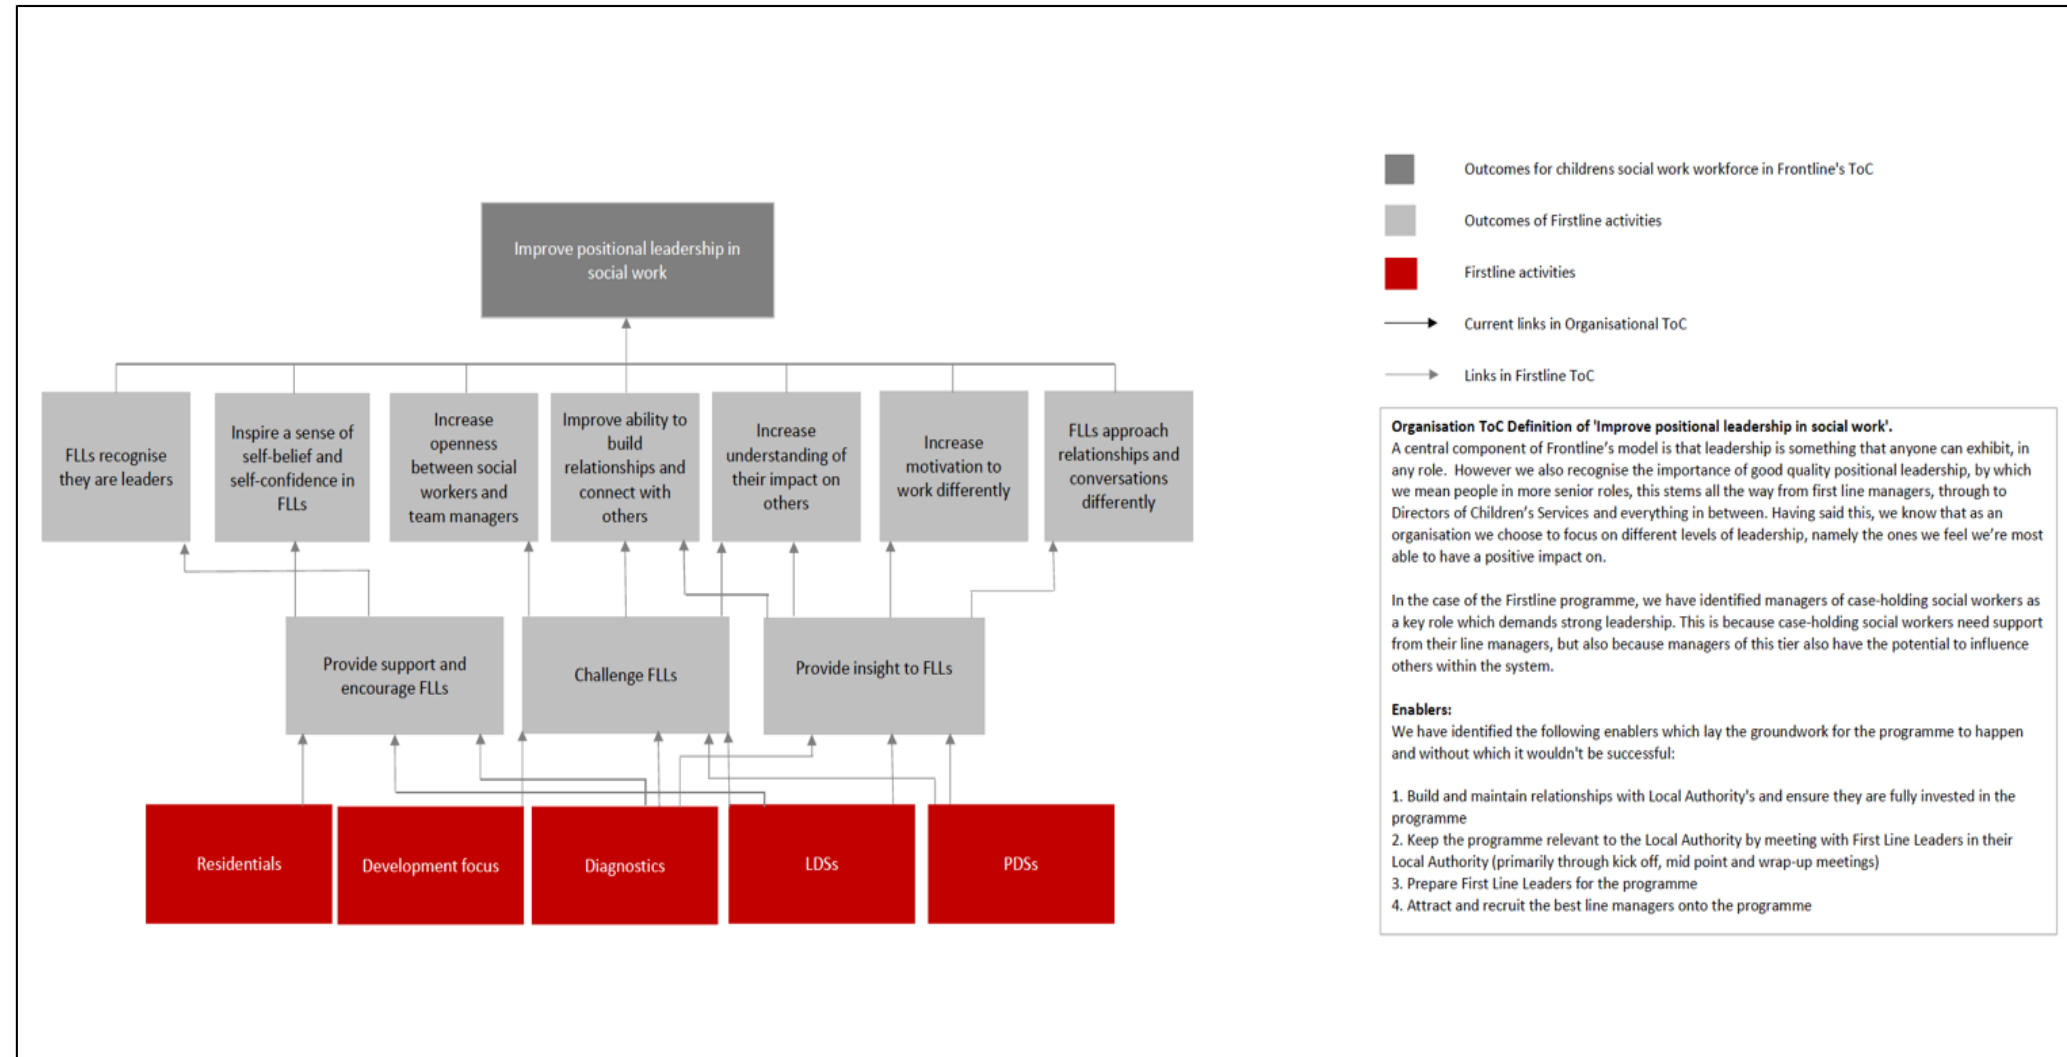 Improve positional leadership in
social work
FLLs recognise
they are leaders
Inspire a sense of
self-belief and
self-confidence in
FLLs
Increase
openness
between social
workers and
team managers
Improve ability to
build
relationships and
connect with
others
Increase
understanding of
their impact on
others
Increase
motivation to
work differently
FLLs approach
relationships and
conversations
differently
Provide support and
encourage FLLs
Challenge FLLs
Provide insight to FLLs
Residentials
Development focus
Diagnostics
LDSs
PDSs
Outcomes for childrens social work workforce in Frontline's ToC
Outcomes of Firstline activities
Firstline activities
Current links in Organisational ToC
Links in Firstline ToC
Organisation ToC Definition of 'Improve positional leadership in social work'.
A central component of Frontline's model is that leadership is something that anyone can exhibit, in
any role. However we also recognise the importance of good quality positional leadership, by which
we mean people in more senior roles, this stems all the way from first line managers, through to
Directors of Children's Services and everything in between. Having said this, we know that as an
organisation we choose to focus on different levels of leadership, namely the ones we feel we're most
able to have a positive impact on.
In the case of the Firstline programme, we have identified managers of case-holding social workers as
a key role which demands strong leadership. This is because case-holding social workers need support
from their line managers, but also because managers of this tier also have the potential to influence
others within the system.
Enablers:
We have identified the following enablers which lay the groundwork for the programme to happen
and without which it wouldn't be successful:
1. Build and maintain relationships with Local Authority's and ensure they are fully invested in the
programme
2. Keep the programme relevant to the Local Authority by meeting with First Line Leaders in their
Local Authority (primarily through kick off, mid point and wrap-up meetings)
3. Prepare First Line Leaders for the programme
4. Attract and recruit the best line managers onto the programme